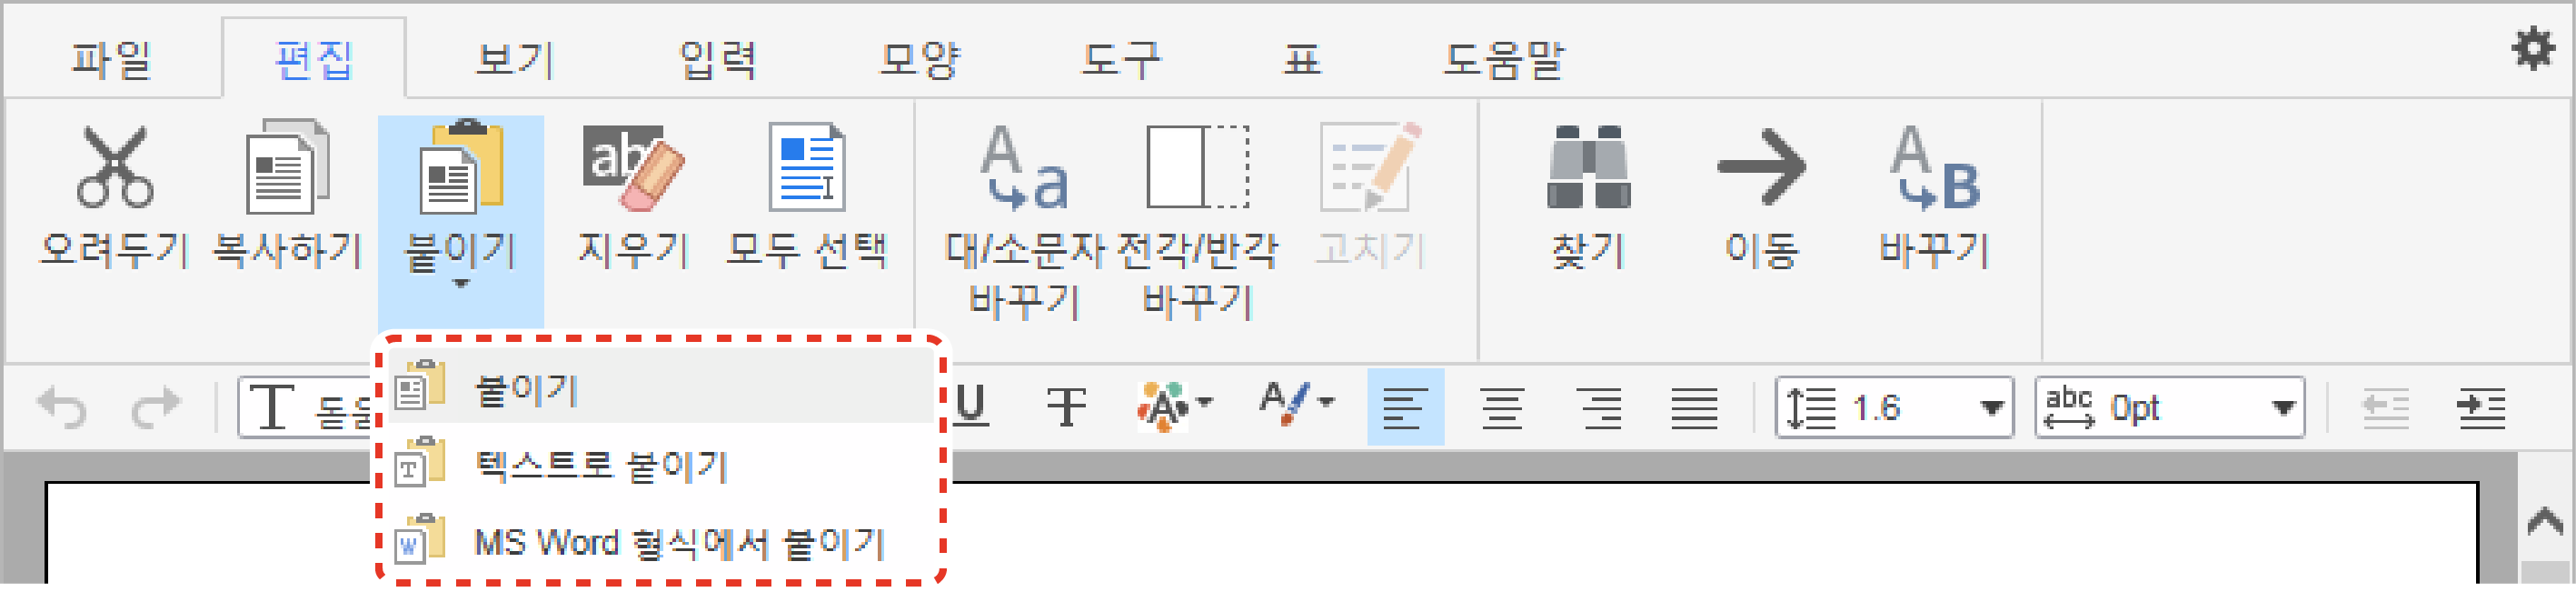 파일 편집 보기 입력 모양 도구 표 도움말
오려두기 복사하기 붙이기 지우기 모두 선택 대/소문자 전각/반각 고치기 찾기 이동 바꾸기
바꾸기 바꾸기
붙이기 1.6 0pt
텍스트로 붙이기
MS Word 형식에서 붙이기